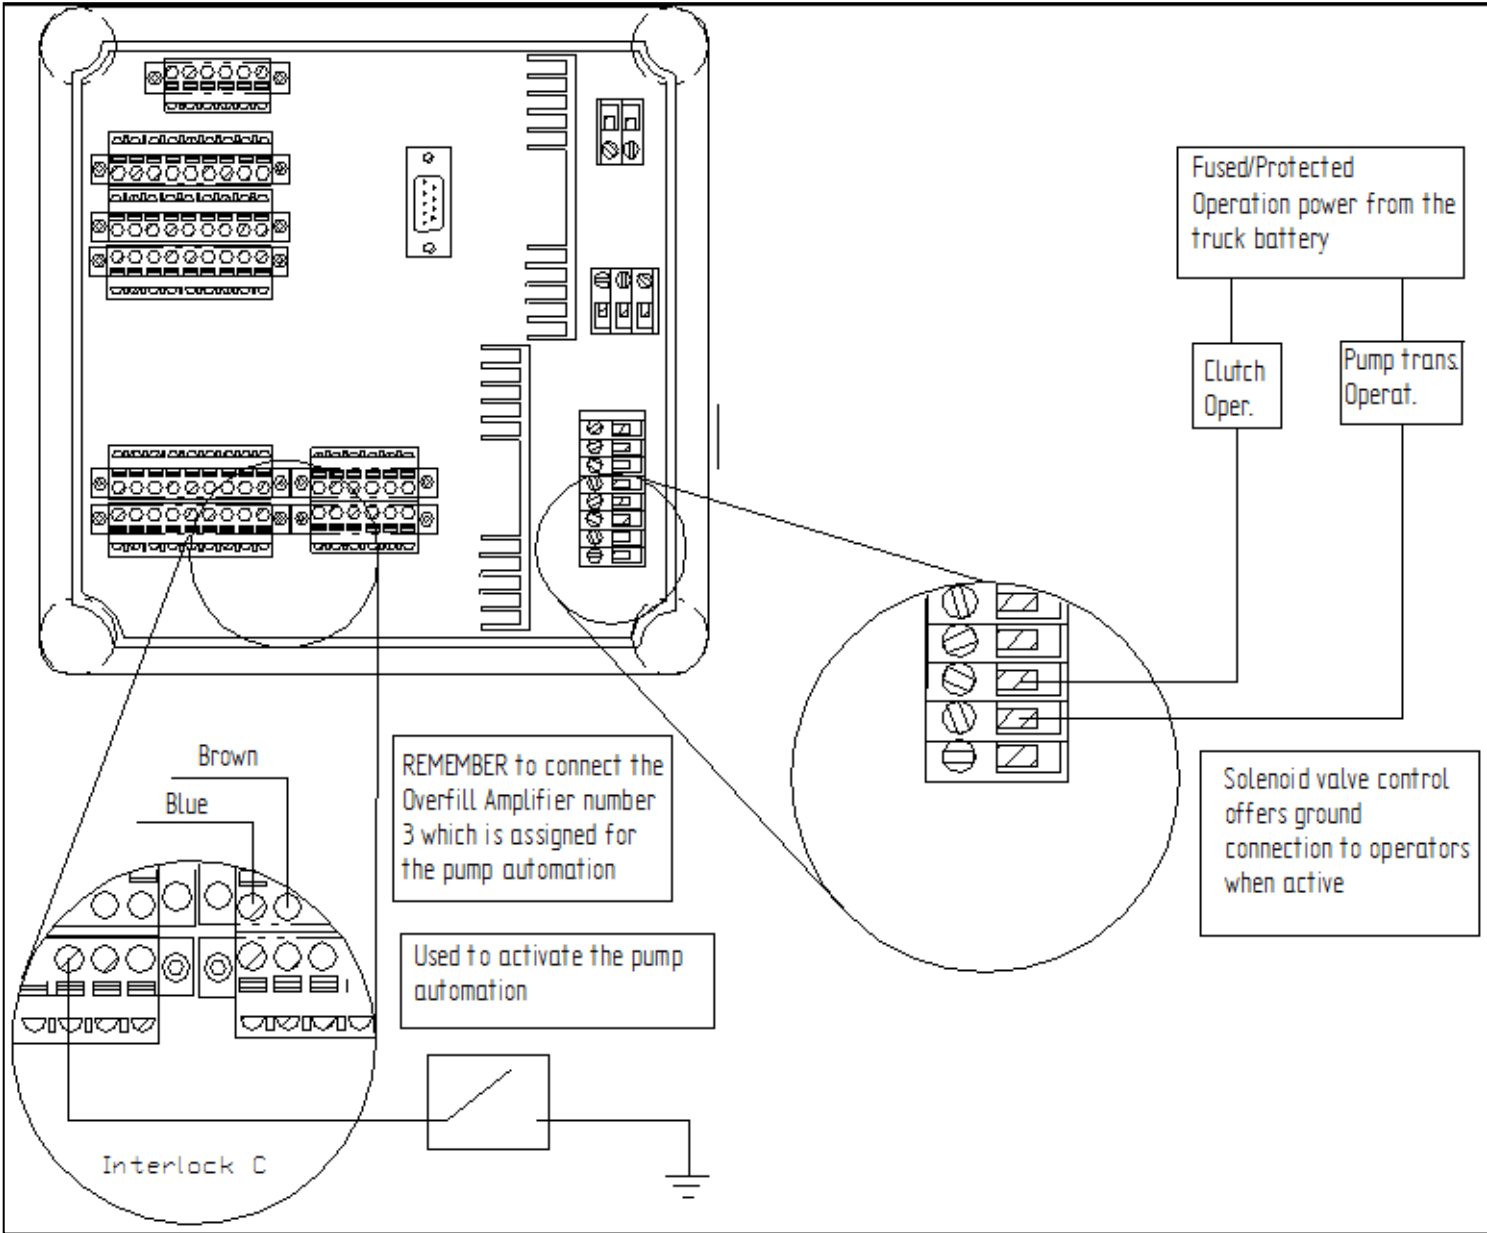 Fused/Protected
Operation power from the
truck battery
Clutch
Oper.
Pump trans.
Operat.
Brown
Blue
REMEMBER to connect the
Overfill Amplifier number
3 which is assigned for
the pump automation
Used to activate the pump
automation
Solenoid valve control
offers ground
connection to operators
when active
Interlock C